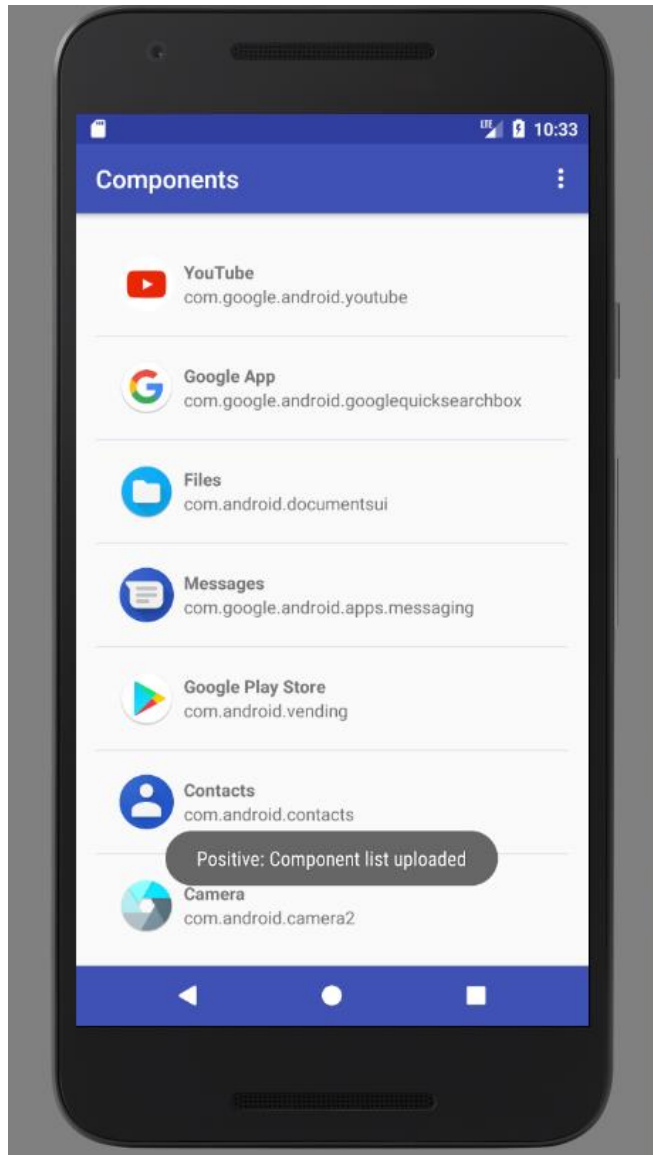 LTE 10:33
Components
YouTube
com.google.android.youtube
Google App
com.google.android.googlequicksearchbox
Files
com.android.documentsui
Messages
com.google.android.apps.messaging
Google Play Store
com.android.vending
Contacts
com.android.contacts
Positive: Component list uploaded
Camera
com.android.camera2